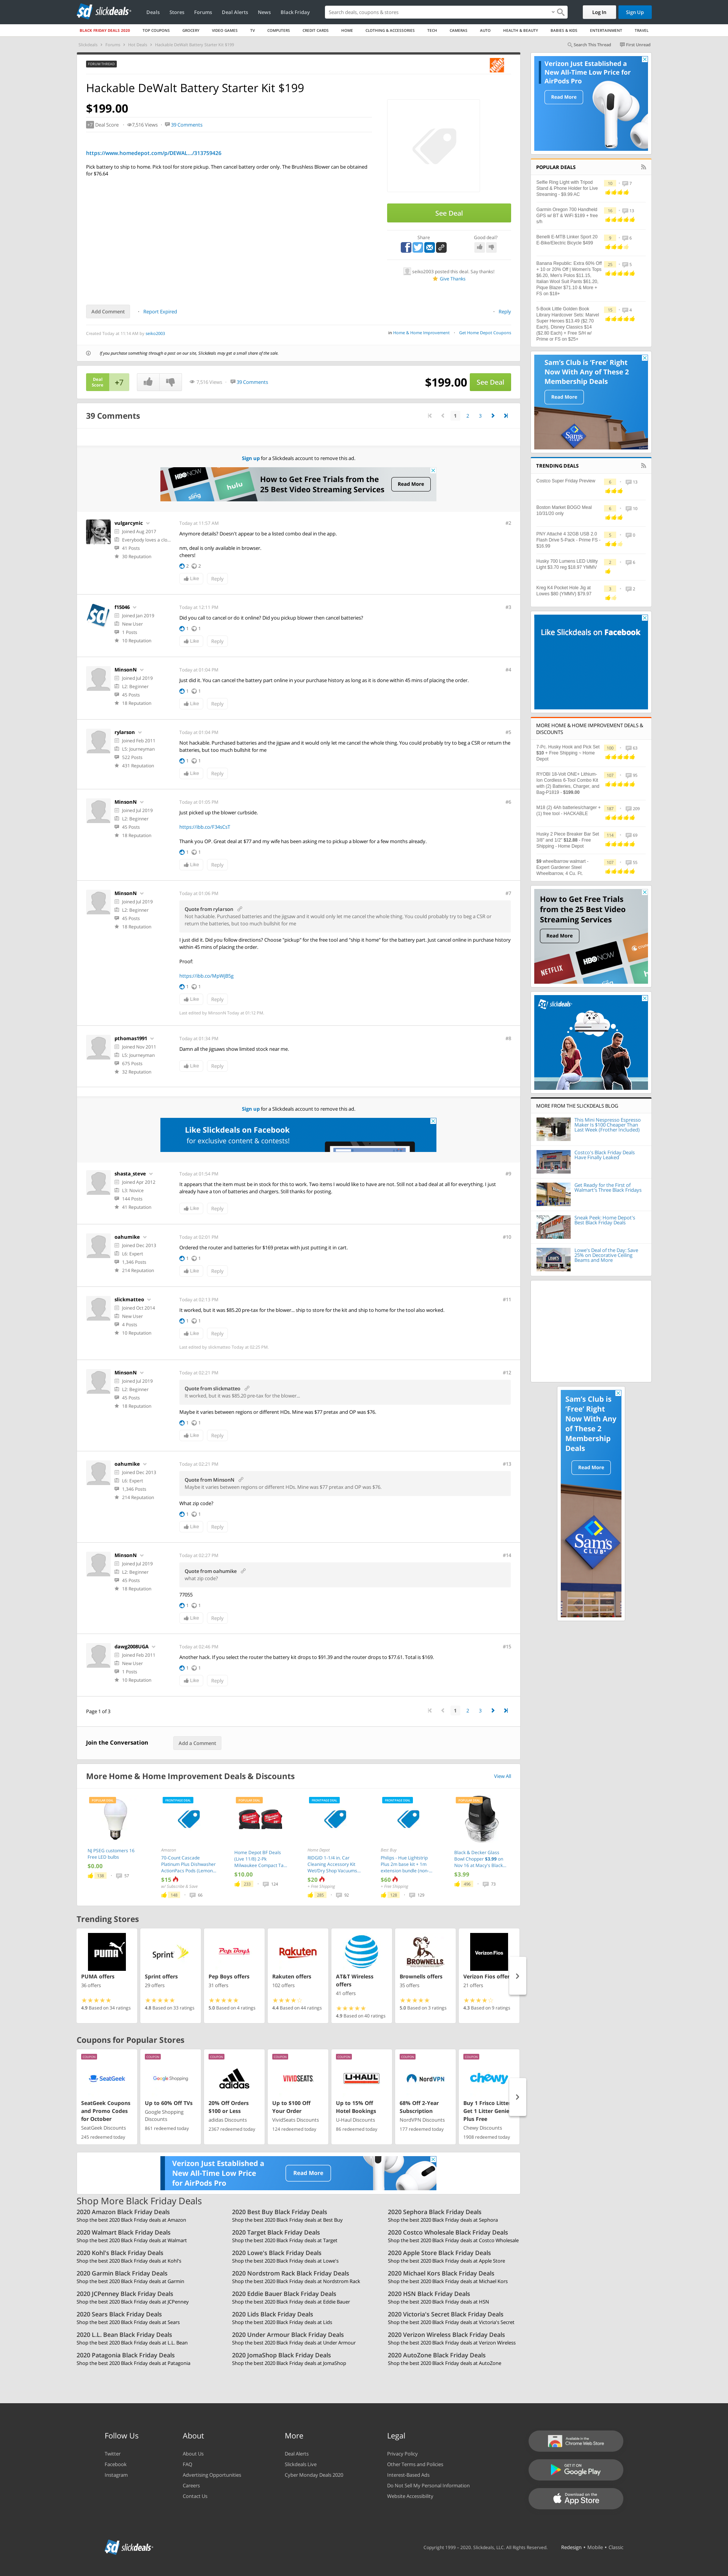 slickdeals
Deals Stores Forums Deal Alerts News Black Friday
Search deals, coupons & stores
Log In
Sign Up
BLACK FRIDAY DEALS 2020 TOP COUPONS GROCERY VIDEO GAMES TV COMPUTERS CREDIT CARDS HOME CLOTHING & ACCESSORIES TECH CAMERAS AUTO HEALTH & BEAUTY BABIES & KIDS ENTERTAINMENT TRAVEL
Slickdeals > Forums > Hot Deals > Hackable DeWalt Battery Starter Kit $199
Search This Thread First Unread
FORUM THREAD
Hackable DeWalt Battery Starter Kit $199
$199.00
+7 Deal Score 7,516 Views 39 Comments
https://www.homedepot.com/p/DEWAL.../313759426
Pick battery to ship to home. Pick tool for store pickup. Then cancel battery order only. The Brushless Blower can be obtained
for $76.64
See Deal
Share Good deal?
seiko2003 posted this deal. Say thanks!
Give Thanks
Add Comment Report Expired Reply
Created Today at 11:14 AM by seiko2003
in Home & Home Improvement Get Home Depot Coupons
If you purchase something through a post on our site, Slickdeals may get a small share of the sale.
Deal
Score +7
7,516 Views 39 Comments
$199.00 See Deal
39 Comments
1 2 3
Sign up for a Slickdeals account to remove this ad.
How to Get Free Trials from the
25 Best Video Streaming Services
Read More
vulgarcynic
Joined Aug 2017
Everybody loves a clo...
41 Posts
30 Reputation
Today at 11:57 AM #2
Anymore details? Doesn't appear to be a listed combo deal in the app.
nm, deal is only available in browser.
cheers!
2 2
Like Reply
f15046
Joined Jan 2019
New User
1 Posts
10 Reputation
Today at 12:11 PM #3
Did you call to cancel or do it online? Did you pickup blower then cancel batteries?
1 1
Like Reply
MinsonN
Joined Jul 2019
L2: Beginner
45 Posts
18 Reputation
Today at 01:04 PM #4
Just did it. You can cancel the battery part online in your purchase history as long as it is done within 45 mins of placing the order.
1 1
Like Reply
rylarson
Joined Feb 2011
L5: Journeyman
522 Posts
431 Reputation
Today at 01:04 PM #5
Not hackable. Purchased batteries and the jigsaw and it would only let me cancel the whole thing. You could probably try to beg a CSR to return the
batteries, but too much bullshit for me
1 1
Like Reply
MinsonN
Joined Jul 2019
L2: Beginner
45 Posts
18 Reputation
Today at 01:05 PM #6
Just picked up the blower curbside.
https://ibb.co/F34sCsT
Thank you OP. Great deal at $77 and my wife has been asking me to pickup a blower for a few months already.
1 1
Like Reply
MinsonN
Joined Jul 2019
L2: Beginner
45 Posts
18 Reputation
Today at 01:06 PM #7
Quote from rylarson
Not hackable. Purchased batteries and the jigsaw and it would only let me cancel the whole thing. You could probably try to beg a CSR or
return the batteries, but too much bullshit for me
I just did it. Did you follow directions? Choose "pickup" for the free tool and "ship it home" for the battery part. Just cancel online in purchase history
within 45 mins of placing the order.
Proof:
https://ibb.co/MpWJB5g
1 1
Like Reply
Last edited by MinsonN Today at 01:12 PM
pthomas1991
Joined Nov 2011
L5: Journeyman
675 Posts
32 Reputation
Today at 01:34 PM #8
Damn all the jigsaws show limited stock near me.
Like Reply
Sign up for a Slickdeals account to remove this ad.
Like Slickdeals on Facebook
for exclusive content & contests!
shasta_steve
Joined Apr 2012
L3: Novice
144 Posts
41 Reputation
Today at 01:54 PM #9
It appears that the item must be in stock for this to work. Two items I would like to have are not. Still not a bad deal at all for everything, I just
already have a ton of batteries and chargers. Still thanks for posting.
Like Reply
oahumike
Joined Dec 2013
L6: Expert
1,346 Posts
214 Reputation
Today at 02:01 PM #10
Ordered the router and batteries for $169 pretax with just putting it in cart.
1 1
Like Reply
slickmatteo
Joined Oct 2014
New User
4 Posts
10 Reputation
Today at 02:13 PM #11
It worked, but it was $85.20 pre-tax for the blower... ship to store for the kit and ship to home for the tool also worked.
1 1
Like Reply
Last edited by slickmatteo Today at 02:25 PM.
MinsonN
Joined Jul 2019
L2: Beginner
45 Posts
18 Reputation
Today at 02:21 PM #12
Quote from slickmatteo
It worked, but it was $85.20 pre-tax for the blower...
Maybe it varies between regions or different HDs. Mine was $77 pretax and OP was $76.
1 1
Like Reply
oahumike
Joined Dec 2013
L6: Expert
1,346 Posts
214 Reputation
Today at 02:21 PM #13
Quote from MinsonN
Maybe it varies between regions or different HDs. Mine was $77 pretax and OP was $76.
What zip code?
1 1
Like Reply
MinsonN
Joined Jul 2019
L2: Beginner
45 Posts
18 Reputation
Today at 02:27 PM #14
Quote from oahumike
what zip code?
77055
1 1
Like Reply
dawg2008UGA
Joined Feb 2011
New User
1 Posts
10 Reputation
Today at 02:46 PM #15
Another hack. If you select the router the battery kit drops to $91.39 and the router drops to $77.61. Total is $169.
1 1
Like Reply
Page 1 of 3 1 2 3
Join the Conversation Add a Comment
More Home & Home Improvement Deals & Discounts View All
NJ PSEG customers 16
Free LED bulbs
$0.00
Amazon
76-Count Cascade
Platinum Plus Dishwasher
ActionPacs Pods (Lemon...
$15
w/ Subscribe & Save
Home Depot BF Deals
(Live 11/8) 2-Pk
Milwaukee Compact Ta...
$10.00
Home Depot
RIDGID 1-1/4 in. Car
Cleaning Accessory Kit
Wet/Dry Shop Vacuums...
$20
+ Free Shipping
Best Buy
Philips - Hue Lightstrip
Plus 2m base kit + 1m
extension bundle (non-...
$60
+ Free Shipping
Black & Decker Glass
Bowl Chopper $3.99 on
Nov 16 at Macy's Black...
$3.99
Trending Stores
PUMA offers
36 offers
4.9 Based on 34 ratings
Sprint offers
29 offers
4.8 Based on 33 ratings
Pep Boys offers
31 offers
5.0 Based on 4 ratings
Rakuten offers
102 offers
4.4 Based on 44 ratings
AT&T Wireless
offers
41 offers
4.9 Based on 40 ratings
Brownells offers
35 offers
5.0 Based on 3 ratings
Verizon Fios offers
21 offers
4.3 Based on 9 ratings
Coupons for Popular Stores
SeatGeek Coupons
and Promo Codes
for October
SeatGeek Discounts
245 redeemed today
Up to 60% Off TVs
Google Shopping
Discounts
861 redeemed today
20% Off Orders
$100 or Less
adidas Discounts
2367 redeemed today
Up to $100 Off
Your Order
VividSeats Discounts
124 redeemed today
Up to 15% Off
Hotel Bookings
U-Haul Discounts
86 redeemed today
68% Off 2-Year
Subscription
NordVPN Discounts
177 redeemed today
Buy 1 Frisco Litter
Get 1 Litter Genie
Plus Free
Chewy Discounts
1998 redeemed today
Verizon Just Established a
New All-Time Low Price
for AirPods Pro
Read More
Shop More Black Friday Deals
2020 Amazon Black Friday Deals
Shop the best 2020 Black Friday deals at Amazon
2020 Best Buy Black Friday Deals
Shop the best 2020 Black Friday deals at Best Buy
2020 Sephora Black Friday Deals
Shop the best 2020 Black Friday deals at Sephora
2020 Walmart Black Friday Deals
Shop the best 2020 Black Friday deals at Walmart
2020 Target Black Friday Deals
Shop the best 2020 Black Friday deals at Target
2020 Costco Wholesale Black Friday Deals
Shop the best 2020 Black Friday deals at Costco Wholesale
2020 Kohl's Black Friday Deals
Shop the best 2020 Black Friday deals at Kohl's
2020 Lowe's Black Friday Deals
Shop the best 2020 Black Friday deals at Lowe's
2020 Apple Store Black Friday Deals
Shop the best 2020 Black Friday deals at Apple Store
2020 Garmin Black Friday Deals
Shop the best 2020 Black Friday deals at Garmin
2020 Nordstrom Rack Black Friday Deals
Shop the best 2020 Black Friday deals at Nordstrom Rack
2020 Michael Kors Black Friday Deals
Shop the best 2020 Black Friday deals at Michael Kors
2020 JCPenney Black Friday Deals
Shop the best 2020 Black Friday deals at JCPenney
2020 Eddie Bauer Black Friday Deals
Shop the best 2020 Black Friday deals at Eddie Bauer
2020 HSN Black Friday Deals
Shop the best 2020 Black Friday deals at HSN
2020 Sears Black Friday Deals
Shop the best 2020 Black Friday deals at Sears
2020 Lids Black Friday Deals
Shop the best 2020 Black Friday deals at Lids
2020 Victoria's Secret Black Friday Deals
Shop the best 2020 Black Friday deals at Victoria's Secret
2020 L.L. Bean Black Friday Deals
Shop the best 2020 Black Friday deals at L.L. Bean
2020 Under Armour Black Friday Deals
Shop the best 2020 Black Friday deals at Under Armour
2020 Verizon Wireless Black Friday Deals
Shop the best 2020 Black Friday deals at Verizon Wireless
2020 Patagonia Black Friday Deals
Shop the best 2020 Black Friday deals at Patagonia
2020 JomaShop Black Friday Deals
Shop the best 2020 Black Friday deals at JomaShop
2020 AutoZone Black Friday Deals
Shop the best 2020 Black Friday deals at AutoZone
Verizon Just Established a
New All-Time Low Price for
AirPods Pro
Read More
POPULAR DEALS
Selfie Ring Light with Tripod
Stand & Phone Holder for Live
Streaming - $9.99 AC
Garmin Oregon 700 Handheld
GPS w/ BT & WiFi $189 + free
s/h
Benelli E-MTB Linkor Sport 20
E-Bike/Electric Bicycle $499
Banana Republic: Extra 60% Off
+ 10 or 20% Off | Women's Tops
$6.20, Men's Polos $11.15,
Italian Wool Suit Pants $61.20,
Pique Blazer $71.10 & More +
FS on $19+
5-Book Little Golden Book
Library Hardcover Sets: Marvel
Super Heroes $13.49 ($2.70
Each), Disney Classics $14
($2.80 Each) + Free S/H w/
Prime or FS on $25+
Sam's Club is 'Free' Right
Now With Any of These 2
Membership Deals
Read More
TRENDING DEALS
Costco Super Friday Preview
Boston Market BOGO Meal
10/31/20 only
PNY Attaché 4 32GB USB 2.0
Flash Drive 5-Pack - Prime FS -
$16.99
Husky 700 Lumens LED Utility
Light $3.70 reg $18.97 YMMV
Kreg K4 Pocket Hole Jig at
Lowes $80 (YMMV) $79.97
Like Slickdeals on Facebook
MORE HOME & HOME IMPROVEMENT DEALS &
DISCOUNTS
7-Pc. Husky Hook and Pick Set
$10 + Free Shipping ~ Home
Depot
RYOBI 18-Volt ONE+ Lithium-
Ion Cordless 6-Tool Combo Kit
with (2) Batteries, Charger, and
Bag-P1819 - $199.00
M18 (2) 4Ah batteries/charger +
(1) free tool - HACKABLE
Husky 2 Piece Breaker Bar Set
3/8" and 1/2" $12.88 - Free
Shipping - Home Depot
$9 wheelbarrow walmart -
Expert Gardener Steel
Wheelbarrow, 4 Cu. Ft.
How to Get Free Trials
from the 25 Best Video
Streaming Services
Read More
slickdeals
MORE FROM THE SLICKDEALS BLOG
This Mini Nespresso Espresso
Maker Is $100 Cheaper Than
Last Week (Frother Included)
Costco's Black Friday Deals
Have Finally Leaked
Get Ready for the First of
Walmart's Three Black Fridays
Sneak Peek: Home Depot's
Best Black Friday Deals
Lowe's Deal of the Day: Save
25% on Decorative Ceiling
Beams and More
Sam's Club is
'Free' Right
Now With Any
of These 2
Membership
Deals
Read More
Sam's
CLUB
Follow Us
Twitter
Facebook
Instagram
About
About Us
FAQ
Advertising Opportunities
Careers
Contact Us
More
Deal Alerts
Slickdeals Live
Cyber Monday Deals 2020
Legal
Privacy Policy
Other Terms and Policies
Interest-Based Ads
Do Not Sell My Personal Information
Website Accessibility
Available in the
Chrome Web Store
GET IT ON
Google Play
Download on the
App Store
slickdeals
Copyright 1999 - 2020. Slickdeals, LLC. All Rights Reserved. Redesign • Mobile • Classic